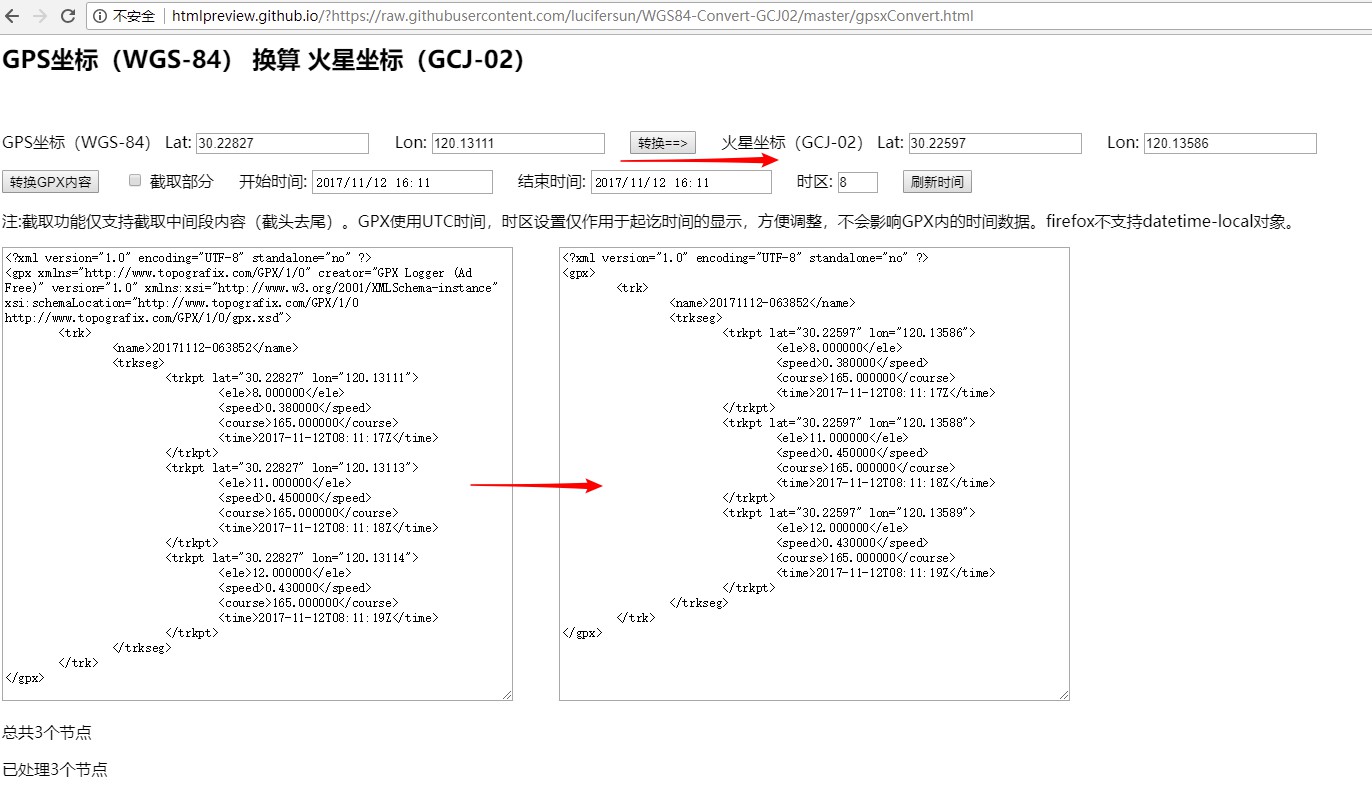 不安全 htmlpreview.github.io/?https://raw.githubusercontent.com/lucifersun/WGS84-Convert-GCJ02/master/gpsxConvert.html
GPS坐标（WGS-84） 换算 火星坐标（GCJ-02）
GPS坐标（WGS-84） Lat: 30.22827 Lon: 120.13111 转换==> 火星坐标（GCJ-02） Lat: 30.22597 Lon: 120.13586
转换GPX内容 截取部分 开始时间: 2017/11/12 16:11 结束时间: 2017/11/12 16:11 时区: 8 刷新时间
注:截取功能仅支持截取中间段内容（截头去尾）。GPX使用UTC时间，时区设置仅作用于起讫时间的显示，方便调整，不会影响GPX内的时间数据。firefox不支持datetime-local对象。
<?xml version="1.0" encoding="UTF-8" standalone="no" ?>
<gpx xmlns="http://www.topografix.com/GPX/1/0" creator="GPX Logger (Ad
Free)" version="1.0" xmlns:xsi="http://www.w3.org/2001/XMLSchema-instance"
xsi:schemaLocation="http://www.topografix.com/GPX/1/0
http://www.topografix.com/GPX/1/0/gpx.xsd">
<trk>
<name>20171112-063852</name>
<trkseg>
<trkpt lat="30.22827" lon="120.13111">
<ele>8.000000</ele>
<speed>0.380000</speed>
<course>165.000000</course>
<time>2017-11-12T08:11:17Z</time>
</trkpt>
<trkpt lat="30.22827" lon="120.13113">
<ele>11.000000</ele>
<speed>0.450000</speed>
<course>165.000000</course>
<time>2017-11-12T08:11:18Z</time>
</trkpt>
<trkpt lat="30.22827" lon="120.13114">
<ele>12.000000</ele>
<speed>0.430000</speed>
<course>165.000000</course>
<time>2017-11-12T08:11:19Z</time>
</trkpt>
</trkseg>
</trk>
</gpx>
<?xml version="1.0" encoding="UTF-8" standalone="no" ?>
<gpx>
<trk>
<name>20171112-063852</name>
<trkseg>
<trkpt lat="30.22597" lon="120.13586">
<ele>8.000000</ele>
<speed>0.380000</speed>
<course>165.000000</course>
<time>2017-11-12T08:11:17Z</time>
</trkpt>
<trkpt lat="30.22597" lon="120.13588">
<ele>11.000000</ele>
<speed>0.450000</speed>
<course>165.000000</course>
<time>2017-11-12T08:11:18Z</time>
</trkpt>
<trkpt lat="30.22597" lon="120.13589">
<ele>12.000000</ele>
<speed>0.430000</speed>
<course>165.000000</course>
<time>2017-11-12T08:11:19Z</time>
</trkpt>
</trkseg>
</trk>
</gpx>
总共3个节点
已处理3个节点